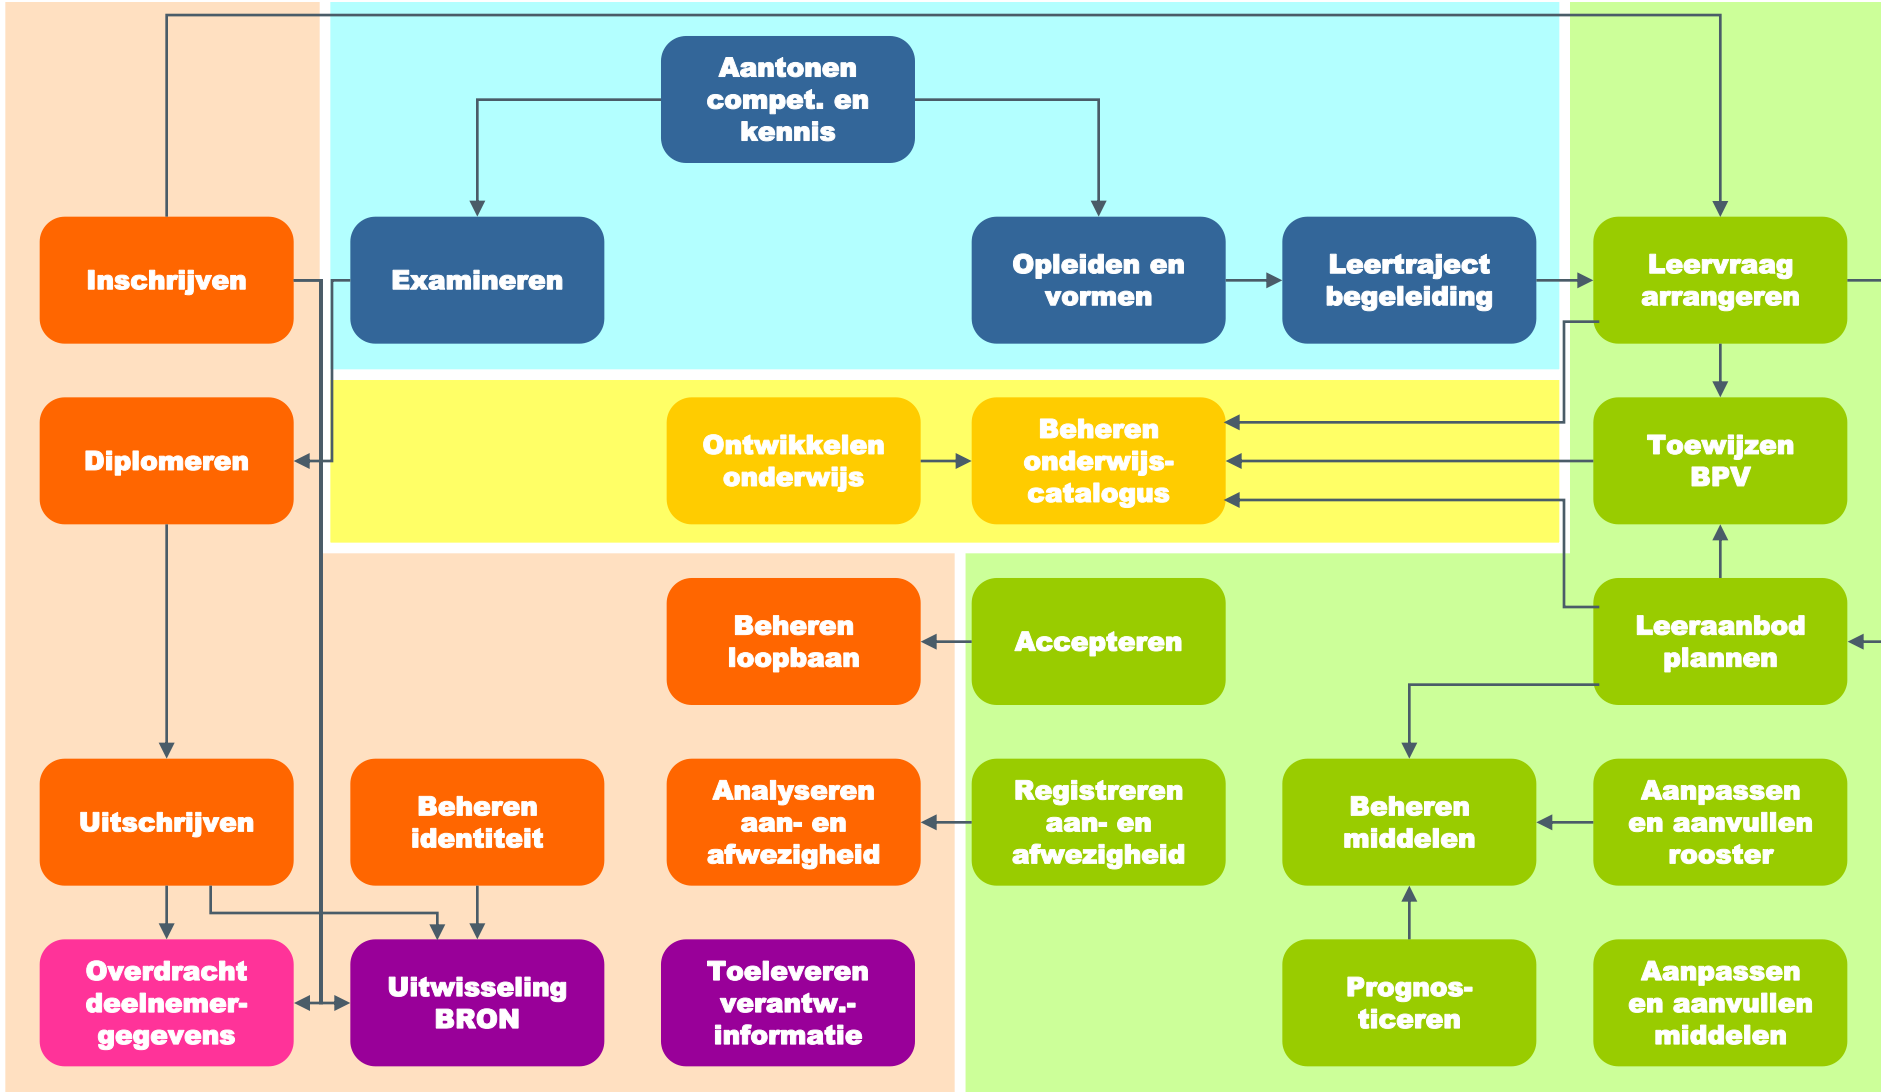 Aantonen
compet. en
kennis
Inschrijven
Examineren
Opleiden en
vormen
Leertraject
begeleiding
Leervraag
arrangeren
Diplomeren
Ontwikkelen
onderwijs
Beheren
onderwijs-
catalogus
Toewijzen
BPV
Beheren
loopbaan
Accepteren
Leeraanbod
plannen
Uitschrijven
Beheren
identiteit
Analyseren
aan- en
afwezigheid
Registreren
aan- en
afwezigheid
Beheren
middelen
Aanpassen
en aanvullen
rooster
Overdracht
deelnemer-
gegevens
Uitwisseling
BRON
Toeleveren
verantw.-
informatie
Prognos-
ticeren
Aanpassen
en aanvullen
middelen